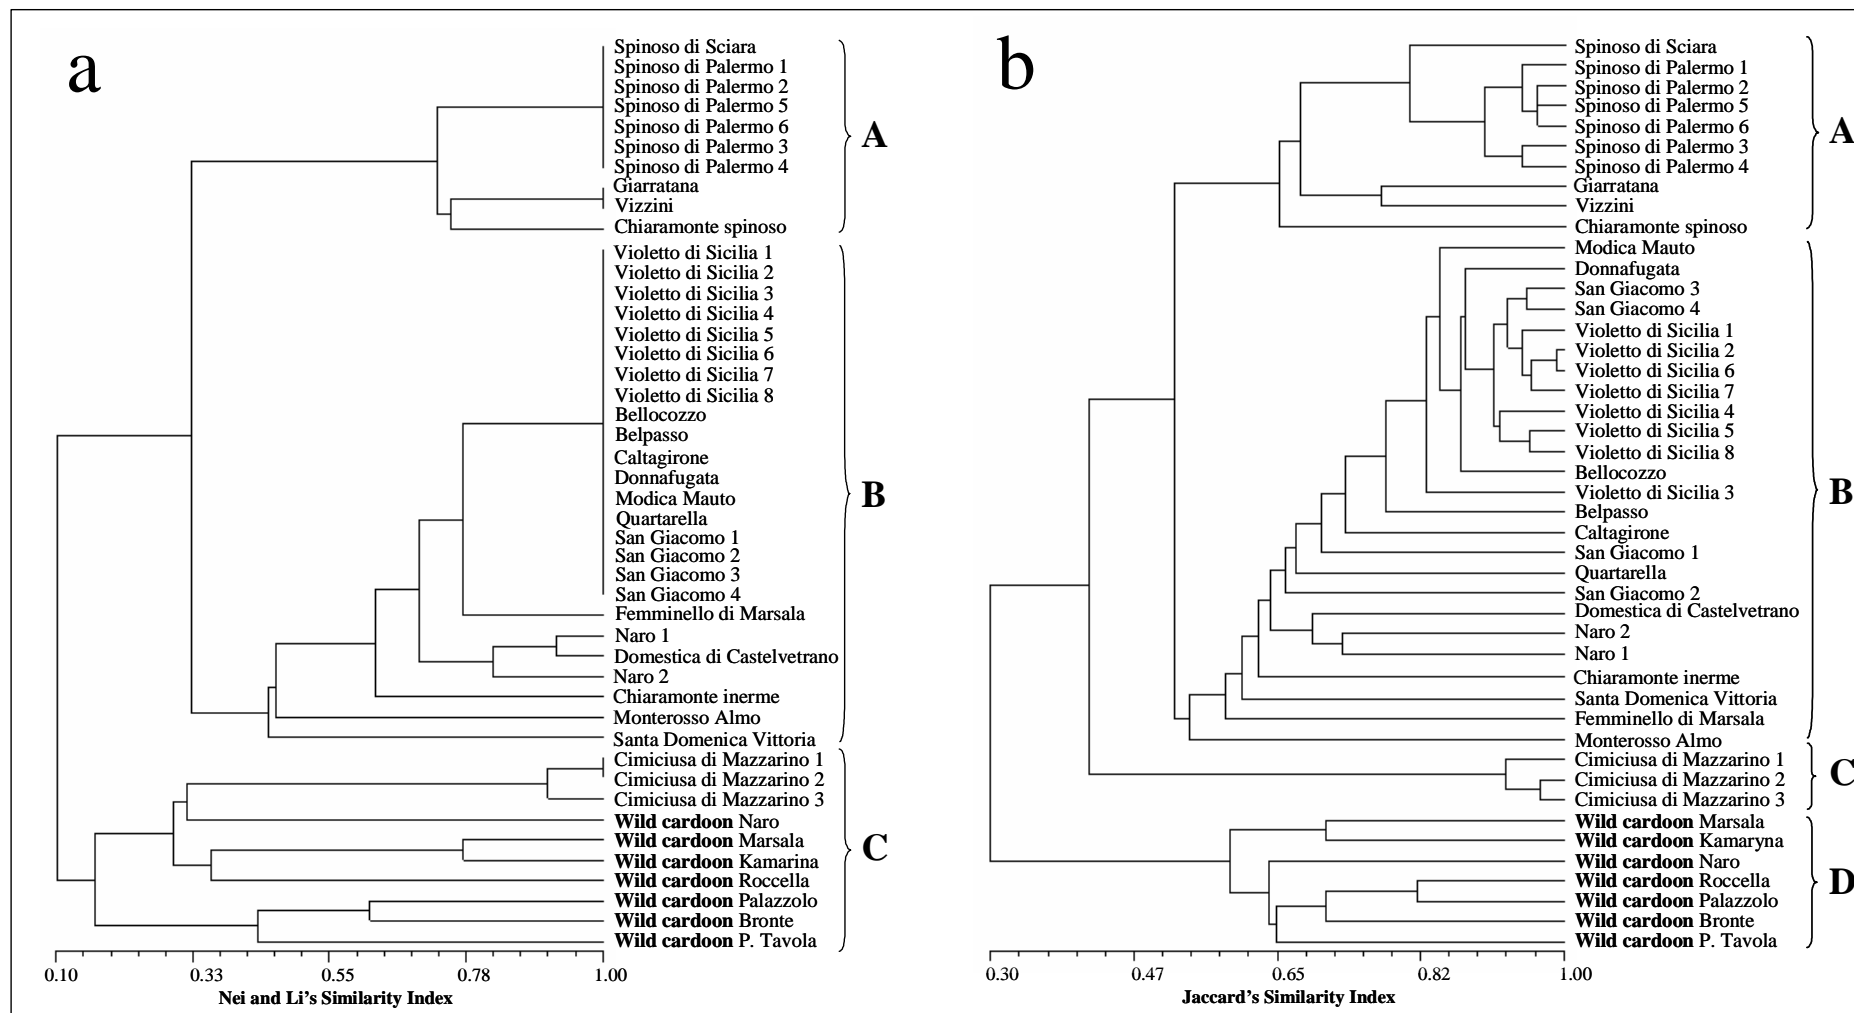 a
Spinoso di Sciara
Spinoso di Palermo 1
Spinoso di Palermo 2
Spinoso di Palermo 5
Spinoso di Palermo 6
Spinoso di Palermo 3
Spinoso di Palermo 4
Giarratana
Vizzini
Chiaramonte spinoso
A
Violetto di Sicilia 1
Violetto di Sicilia 2
Violetto di Sicilia 3
Violetto di Sicilia 4
Violetto di Sicilia 5
Violetto di Sicilia 6
Violetto di Sicilia 7
Violetto di Sicilia 8
Bellocozzo
Belpasso
Caltagirone
Donnafugata
Modica Mauto
Quartarella
San Giacomo 1
San Giacomo 2
San Giacomo 3
San Giacomo 4
Femminello di Marsala
Naro 1
Domestica di Castelvetrano
Naro 2
Chiaramonte inerme
Monterosso Almo
Santa Domenica Vittoria
B
Cimiciusa di Mazzarino 1
Cimiciusa di Mazzarino 2
Cimiciusa di Mazzarino 3
Wild cardoon Naro
Wild cardoon Marsala
Wild cardoon Kamarina
Wild cardoon Roccella
Wild cardoon Palazzolo
Wild cardoon Bronte
Wild cardoon P. Tavola
C
0.10 0.33 0.55 0.78 1.00
Nei and Li's Similarity Index
b
Spinoso di Sciara
Spinoso di Palermo 1
Spinoso di Palermo 2
Spinoso di Palermo 5
Spinoso di Palermo 6
Spinoso di Palermo 3
Spinoso di Palermo 4
Giarratana
Vizzini
Chiaramonte spinoso
A
Modica Mauto
Donnafugata
San Giacomo 3
San Giacomo 4
Violetto di Sicilia 1
Violetto di Sicilia 2
Violetto di Sicilia 6
Violetto di Sicilia 7
Violetto di Sicilia 4
Violetto di Sicilia 5
Violetto di Sicilia 8
Bellocozzo
Violetto di Sicilia 3
Belpasso
Caltagirone
San Giacomo 1
Quartarella
San Giacomo 2
Domestica di Castelvetrano
Naro 2
Naro 1
Chiaramonte inerme
Santa Domenica Vittoria
Femminello di Marsala
Monterosso Almo
B
Cimiciusa di Mazzarino 1
Cimiciusa di Mazzarino 2
Cimiciusa di Mazzarino 3
C
Wild cardoon Marsala
Wild cardoon Kamaryna
Wild cardoon Naro
Wild cardoon Roccella
Wild cardoon Palazzolo
Wild cardoon Bronte
Wild cardoon P. Tavola
D
0.30 0.47 0.65 0.82 1.00
Jaccard's Similarity Index